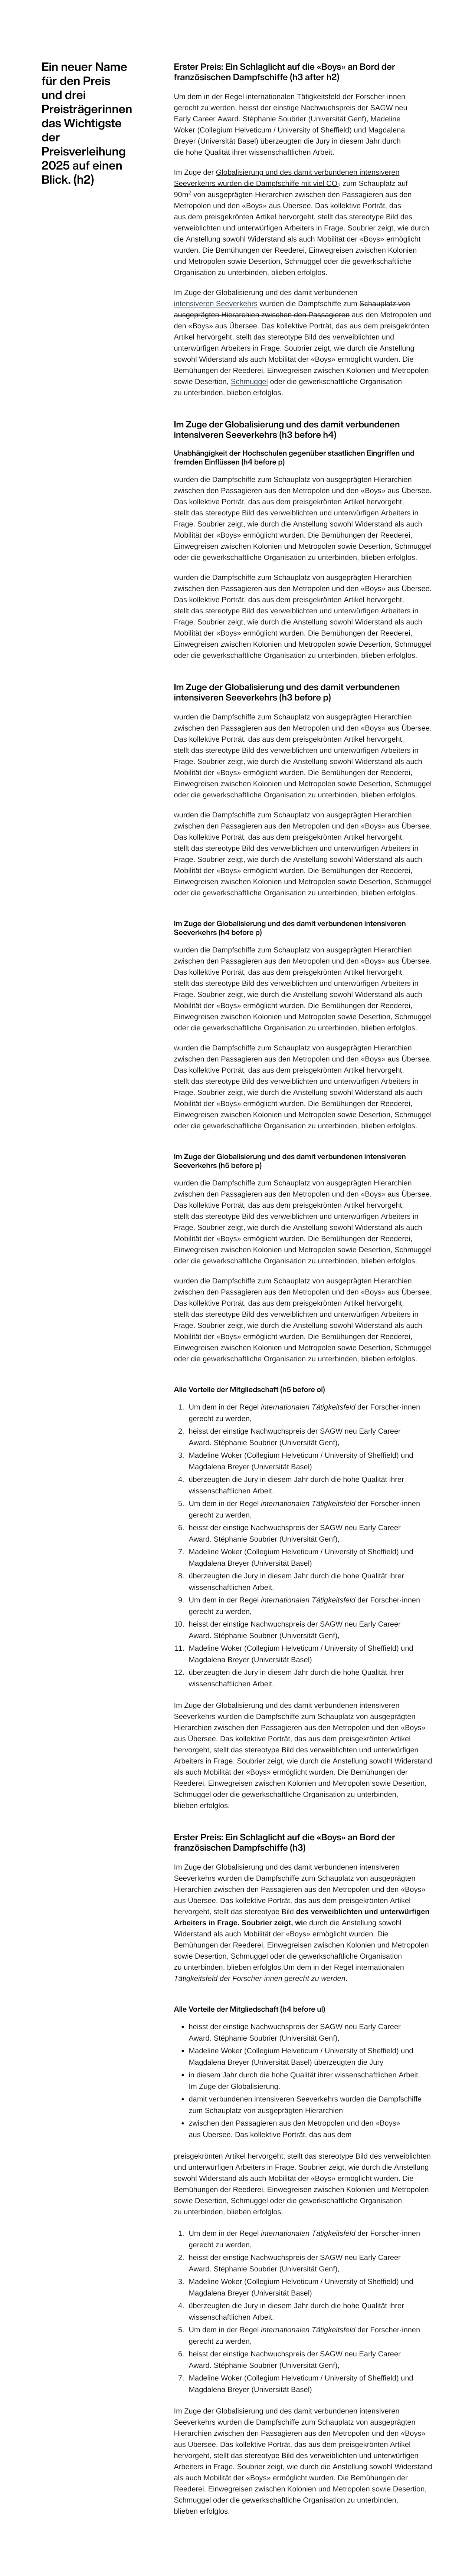 Ein neuer Name
für den Preis
und drei
Preisträgerinnen
das Wichtigste
der
Preisverleihung
2025 auf einen
Blick. (h2)
Erster Preis: Ein Schlaglicht auf die «Boys» an Bord der
französischen Dampfschiffe (h3 after h2)
Um dem in der Regel internationalen Tätigkeitsfeld der Forscher·innen
gerecht zu werden, heisst der einstige Nachwuchspreis der SAGW neu
Early Career Award. Stéphanie Soubrier (Universität Genf), Madeline
Woker (Collegium Helveticum / University of Sheffield) und Magdalena
Breyer (Universität Basel) überzeugten die Jury in diesem Jahr durch
die hohe Qualität ihrer wissenschaftlichen Arbeit.
Im Zuge der Globalisierung und des damit verbundenen intensiveren
Seeverkehrs wurden die Dampfschiffe mit viel CO₂ zum Schauplatz auf
90m² von ausgeprägten Hierarchien zwischen den Passagieren aus den
Metropolen und den «Boys» aus Übersee. Das kollektive Porträt, das
aus dem preisgekrönten Artikel hervorgeht, stellt das stereotype Bild des
verweiblichten und unterwürfigen Arbeiters in Frage. Soubrier zeigt, wie durch
die Anstellung sowohl Widerstand als auch Mobilität der «Boys» ermöglicht
wurden. Die Bemühungen der Reederei, Einwegreisen zwischen Kolonien
und Metropolen sowie Desertion, Schmuggel oder die gewerkschaftliche
Organisation zu unterbinden, blieben erfolglos.
Im Zuge der Globalisierung und des damit verbundenen
intensiveren Seeverkehrs wurden die Dampfschiffe zum Schauplatz von
ausgeprägten Hierarchien zwischen den Passagieren aus den Metropolen und
den «Boys» aus Übersee. Das kollektive Porträt, das aus dem preisgekrönten
Artikel hervorgeht, stellt das stereotype Bild des verweiblichten und
unterwürfigen Arbeiters in Frage. Soubrier zeigt, wie durch die Anstellung
sowohl Widerstand als auch Mobilität der «Boys» ermöglicht wurden. Die
Bemühungen der Reederei, Einwegreisen zwischen Kolonien und Metropolen
sowie Desertion, Schmuggel oder die gewerkschaftliche Organisation
zu unterbinden, blieben erfolglos.
Im Zuge der Globalisierung und des damit verbundenen
intensiveren Seeverkehrs (h3 before h4)
Unabhängigkeit der Hochschulen gegenüber staatlichen Eingriffen und
fremden Einflüssen (h4 before p)
wurden die Dampfschiffe zum Schauplatz von ausgeprägten Hierarchien
zwischen den Passagieren aus den Metropolen und den «Boys» aus Übersee.
Das kollektive Porträt, das aus dem preisgekrönten Artikel hervorgeht,
stellt das stereotype Bild des verweiblichten und unterwürfigen Arbeiters in
Frage. Soubrier zeigt, wie durch die Anstellung sowohl Widerstand als auch
Mobilität der «Boys» ermöglicht wurden. Die Bemühungen der Reederei,
Einwegreisen zwischen Kolonien und Metropolen sowie Desertion, Schmuggel
oder die gewerkschaftliche Organisation zu unterbinden, blieben erfolglos.
wurden die Dampfschiffe zum Schauplatz von ausgeprägten Hierarchien
zwischen den Passagieren aus den Metropolen und den «Boys» aus Übersee.
Das kollektive Porträt, das aus dem preisgekrönten Artikel hervorgeht,
stellt das stereotype Bild des verweiblichten und unterwürfigen Arbeiters in
Frage. Soubrier zeigt, wie durch die Anstellung sowohl Widerstand als auch
Mobilität der «Boys» ermöglicht wurden. Die Bemühungen der Reederei,
Einwegreisen zwischen Kolonien und Metropolen sowie Desertion, Schmuggel
oder die gewerkschaftliche Organisation zu unterbinden, blieben erfolglos.
Im Zuge der Globalisierung und des damit verbundenen
intensiveren Seeverkehrs (h3 before p)
wurden die Dampfschiffe zum Schauplatz von ausgeprägten Hierarchien
zwischen den Passagieren aus den Metropolen und den «Boys» aus Übersee.
Das kollektive Porträt, das aus dem preisgekrönten Artikel hervorgeht,
stellt das stereotype Bild des verweiblichten und unterwürfigen Arbeiters in
Frage. Soubrier zeigt, wie durch die Anstellung sowohl Widerstand als auch
Mobilität der «Boys» ermöglicht wurden. Die Bemühungen der Reederei,
Einwegreisen zwischen Kolonien und Metropolen sowie Desertion, Schmuggel
oder die gewerkschaftliche Organisation zu unterbinden, blieben erfolglos.
wurden die Dampfschiffe zum Schauplatz von ausgeprägten Hierarchien
zwischen den Passagieren aus den Metropolen und den «Boys» aus Übersee.
Das kollektive Porträt, das aus dem preisgekrönten Artikel hervorgeht,
stellt das stereotype Bild des verweiblichten und unterwürfigen Arbeiters in
Frage. Soubrier zeigt, wie durch die Anstellung sowohl Widerstand als auch
Mobilität der «Boys» ermöglicht wurden. Die Bemühungen der Reederei,
Einwegreisen zwischen Kolonien und Metropolen sowie Desertion, Schmuggel
oder die gewerkschaftliche Organisation zu unterbinden, blieben erfolglos.
Im Zuge der Globalisierung und des damit verbundenen intensiveren
Seeverkehrs (h4 before p)
wurden die Dampfschiffe zum Schauplatz von ausgeprägten Hierarchien
zwischen den Passagieren aus den Metropolen und den «Boys» aus Übersee.
Das kollektive Porträt, das aus dem preisgekrönten Artikel hervorgeht,
stellt das stereotype Bild des verweiblichten und unterwürfigen Arbeiters in
Frage. Soubrier zeigt, wie durch die Anstellung sowohl Widerstand als auch
Mobilität der «Boys» ermöglicht wurden. Die Bemühungen der Reederei,
Einwegreisen zwischen Kolonien und Metropolen sowie Desertion, Schmuggel
oder die gewerkschaftliche Organisation zu unterbinden, blieben erfolglos.
wurden die Dampfschiffe zum Schauplatz von ausgeprägten Hierarchien
zwischen den Passagieren aus den Metropolen und den «Boys» aus Übersee.
Das kollektive Porträt, das aus dem preisgekrönten Artikel hervorgeht,
stellt das stereotype Bild des verweiblichten und unterwürfigen Arbeiters in
Frage. Soubrier zeigt, wie durch die Anstellung sowohl Widerstand als auch
Mobilität der «Boys» ermöglicht wurden. Die Bemühungen der Reederei,
Einwegreisen zwischen Kolonien und Metropolen sowie Desertion, Schmuggel
oder die gewerkschaftliche Organisation zu unterbinden, blieben erfolglos.
Im Zuge der Globalisierung und des damit verbundenen intensiveren
Seeverkehrs (h5 before p)
wurden die Dampfschiffe zum Schauplatz von ausgeprägten Hierarchien
zwischen den Passagieren aus den Metropolen und den «Boys» aus Übersee.
Das kollektive Porträt, das aus dem preisgekrönten Artikel hervorgeht,
stellt das stereotype Bild des verweiblichten und unterwürfigen Arbeiters in
Frage. Soubrier zeigt, wie durch die Anstellung sowohl Widerstand als auch
Mobilität der «Boys» ermöglicht wurden. Die Bemühungen der Reederei,
Einwegreisen zwischen Kolonien und Metropolen sowie Desertion, Schmuggel
oder die gewerkschaftliche Organisation zu unterbinden, blieben erfolglos.
wurden die Dampfschiffe zum Schauplatz von ausgeprägten Hierarchien
zwischen den Passagieren aus den Metropolen und den «Boys» aus Übersee.
Das kollektive Porträt, das aus dem preisgekrönten Artikel hervorgeht,
stellt das stereotype Bild des verweiblichten und unterwürfigen Arbeiters in
Frage. Soubrier zeigt, wie durch die Anstellung sowohl Widerstand als auch
Mobilität der «Boys» ermöglicht wurden. Die Bemühungen der Reederei,
Einwegreisen zwischen Kolonien und Metropolen sowie Desertion, Schmuggel
oder die gewerkschaftliche Organisation zu unterbinden, blieben erfolglos.
Alle Vorteile der Mitgliedschaft (h5 before ol)
1. Um dem in der Regel internationalen Tätigkeitsfeld der Forscher·innen
gerecht zu werden,
2. heisst der einstige Nachwuchspreis der SAGW neu Early Career
Award. Stéphanie Soubrier (Universität Genf),
3. Madeline Woker (Collegium Helveticum / University of Sheffield) und
Magdalena Breyer (Universität Basel)
4. überzeugten die Jury in diesem Jahr durch die hohe Qualität ihrer
wissenschaftlichen Arbeit.
5. Um dem in der Regel internationalen Tätigkeitsfeld der Forscher·innen
gerecht zu werden,
6. heisst der einstige Nachwuchspreis der SAGW neu Early Career
Award. Stéphanie Soubrier (Universität Genf),
7. Madeline Woker (Collegium Helveticum / University of Sheffield) und
Magdalena Breyer (Universität Basel)
8. überzeugten die Jury in diesem Jahr durch die hohe Qualität ihrer
wissenschaftlichen Arbeit.
9. Um dem in der Regel internationalen Tätigkeitsfeld der Forscher·innen
gerecht zu werden,
10. heisst der einstige Nachwuchspreis der SAGW neu Early Career
Award. Stéphanie Soubrier (Universität Genf),
11. Madeline Woker (Collegium Helveticum / University of Sheffield) und
Magdalena Breyer (Universität Basel)
12. überzeugten die Jury in diesem Jahr durch die hohe Qualität ihrer
wissenschaftlichen Arbeit.
Im Zuge der Globalisierung und des damit verbundenen intensiveren
Seeverkehrs wurden die Dampfschiffe zum Schauplatz von ausgeprägten
Hierarchien zwischen den Passagieren aus den Metropolen und den «Boys»
aus Übersee. Das kollektive Porträt, das aus dem preisgekrönten Artikel
hervorgeht, stellt das stereotype Bild des verweiblichten und unterwürfigen
Arbeiters in Frage. Soubrier zeigt, wie durch die Anstellung sowohl Widerstand
als auch Mobilität der «Boys» ermöglicht wurden. Die Bemühungen der
Reederei, Einwegreisen zwischen Kolonien und Metropolen sowie Desertion,
Schmuggel oder die gewerkschaftliche Organisation zu unterbinden,
blieben erfolglos.
Erster Preis: Ein Schlaglicht auf die «Boys» an Bord der
französischen Dampfschiffe (h3)
Im Zuge der Globalisierung und des damit verbundenen intensiveren
Seeverkehrs wurden die Dampfschiffe zum Schauplatz von ausgeprägten
Hierarchien zwischen den Passagieren aus den Metropolen und den «Boys»
aus Übersee. Das kollektive Porträt, das aus dem preisgekrönten Artikel
hervorgeht, stellt das stereotype Bild des verweiblichten und unterwürfigen
Arbeiters in Frage. Soubrier zeigt, wie durch die Anstellung sowohl
Widerstand als auch Mobilität der «Boys» ermöglicht wurden. Die
Bemühungen der Reederei, Einwegreisen zwischen Kolonien und Metropolen
sowie Desertion, Schmuggel oder die gewerkschaftliche Organisation
zu unterbinden, blieben erfolglos.Um dem in der Regel internationalen
Tätigkeitsfeld der Forscher·innen gerecht zu werden.
Alle Vorteile der Mitgliedschaft (h4 before ul)
• heisst der einstige Nachwuchspreis der SAGW neu Early Career
Award. Stéphanie Soubrier (Universität Genf),
• Madeline Woker (Collegium Helveticum / University of Sheffield) und
Magdalena Breyer (Universität Basel) überzeugten die Jury
• in diesem Jahr durch die hohe Qualität ihrer wissenschaftlichen Arbeit.
Im Zuge der Globalisierung.
• damit verbundenen intensiveren Seeverkehrs wurden die Dampfschiffe
zum Schauplatz von ausgeprägten Hierarchien
• zwischen den Passagieren aus den Metropolen und den «Boys»
aus Übersee. Das kollektive Porträt, das aus dem
preisgekrönten Artikel hervorgeht, stellt das stereotype Bild des verweiblichten
und unterwürfigen Arbeiters in Frage. Soubrier zeigt, wie durch die Anstellung
sowohl Widerstand als auch Mobilität der «Boys» ermöglicht wurden. Die
Bemühungen der Reederei, Einwegreisen zwischen Kolonien und Metropolen
sowie Desertion, Schmuggel oder die gewerkschaftliche Organisation
zu unterbinden, blieben erfolglos.
1. Um dem in der Regel internationalen Tätigkeitsfeld der Forscher·innen
gerecht zu werden,
2. heisst der einstige Nachwuchspreis der SAGW neu Early Career
Award. Stéphanie Soubrier (Universität Genf),
3. Madeline Woker (Collegium Helveticum / University of Sheffield) und
Magdalena Breyer (Universität Basel)
4. überzeugten die Jury in diesem Jahr durch die hohe Qualität ihrer
wissenschaftlichen Arbeit.
5. Um dem in der Regel internationalen Tätigkeitsfeld der Forscher·innen
gerecht zu werden,
6. heisst der einstige Nachwuchspreis der SAGW neu Early Career
Award. Stéphanie Soubrier (Universität Genf),
7. Madeline Woker (Collegium Helveticum / University of Sheffield) und
Magdalena Breyer (Universität Basel)
Im Zuge der Globalisierung und des damit verbundenen intensiveren
Seeverkehrs wurden die Dampfschiffe zum Schauplatz von ausgeprägten
Hierarchien zwischen den Passagieren aus den Metropolen und den «Boys»
aus Übersee. Das kollektive Porträt, das aus dem preisgekrönten Artikel
hervorgeht, stellt das stereotype Bild des verweiblichten und unterwürfigen
Arbeiters in Frage. Soubrier zeigt, wie durch die Anstellung sowohl Widerstand
als auch Mobilität der «Boys» ermöglicht wurden. Die Bemühungen der
Reederei, Einwegreisen zwischen Kolonien und Metropolen sowie Desertion,
Schmuggel oder die gewerkschaftliche Organisation zu unterbinden,
blieben erfolglos.